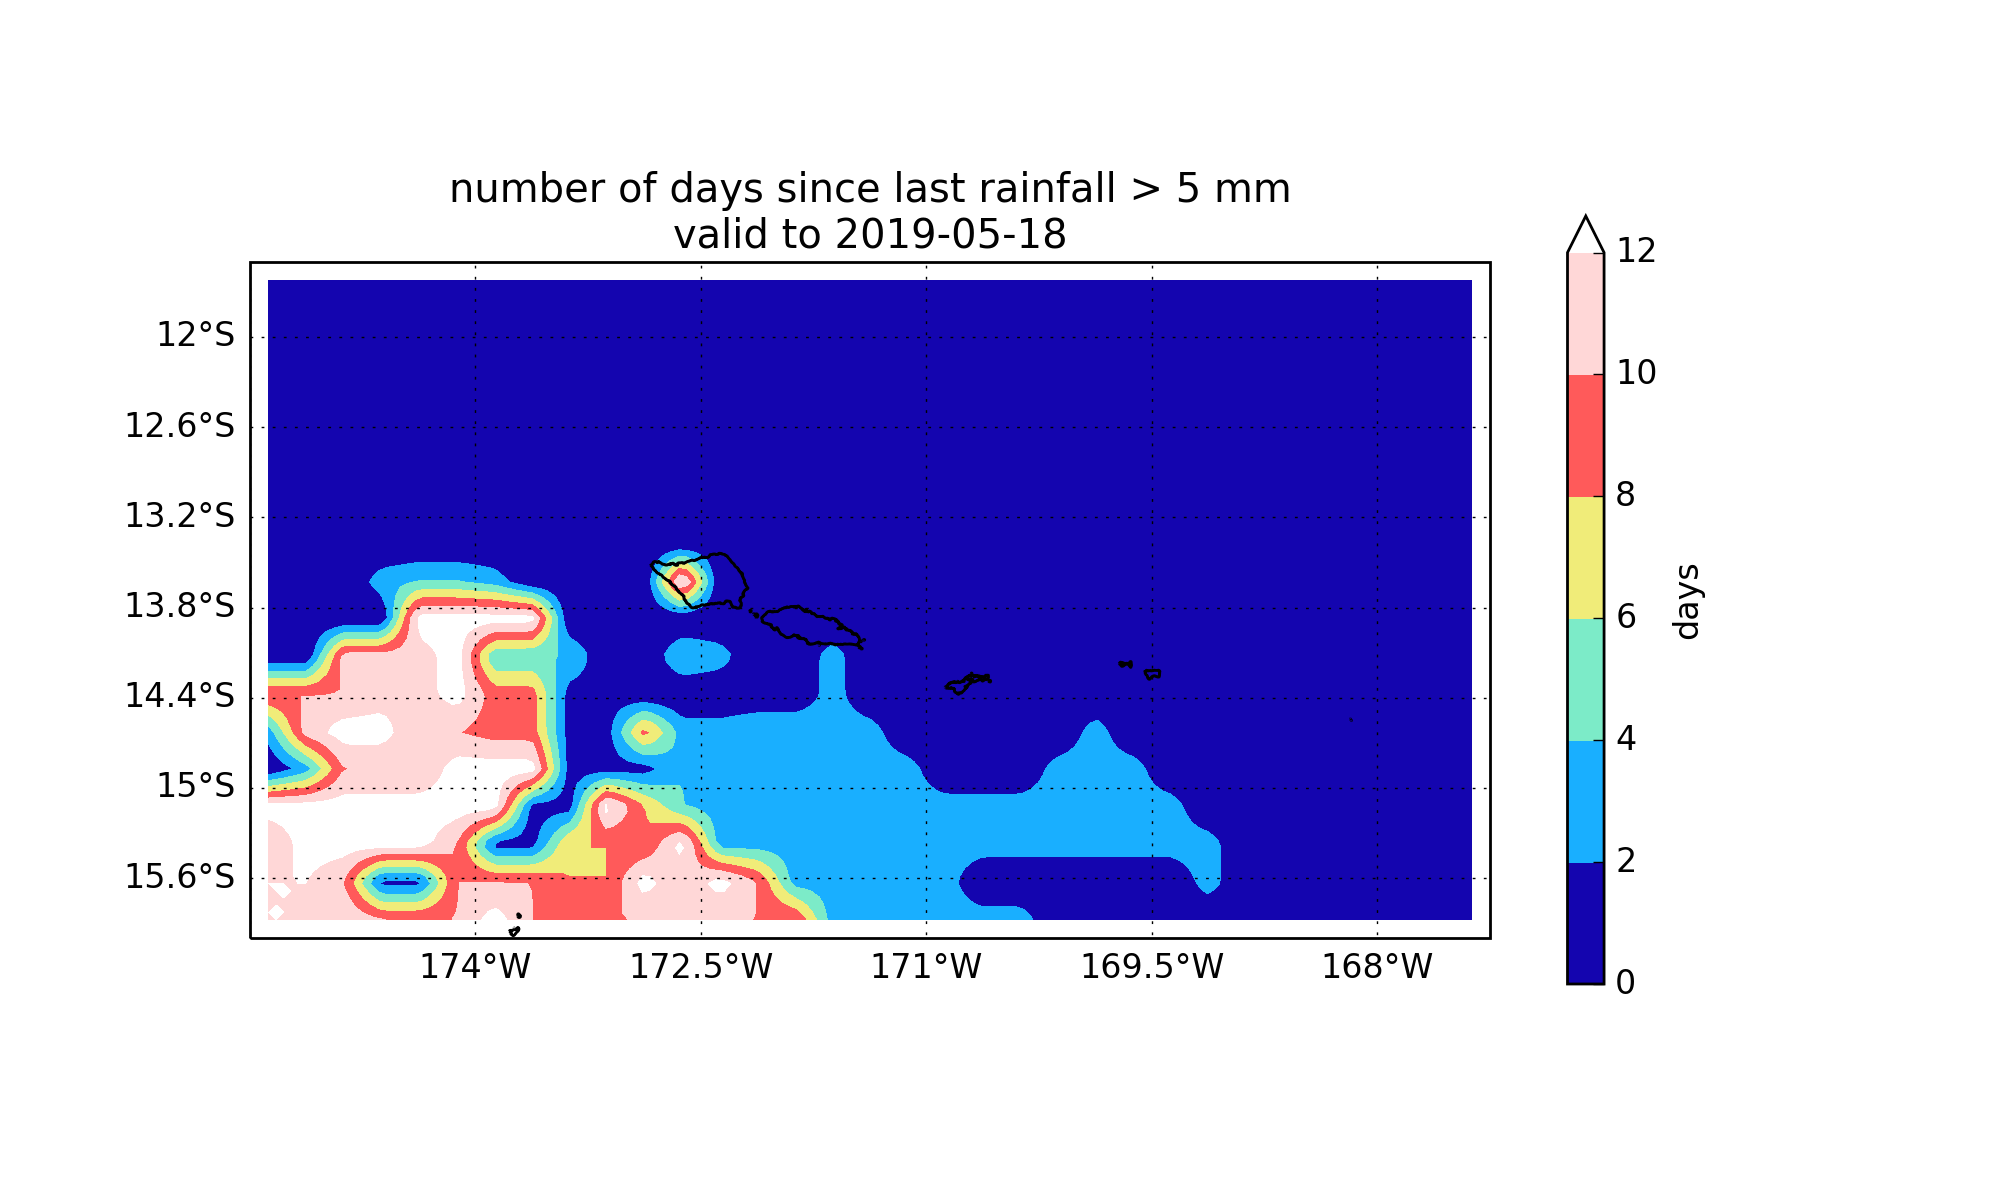 number of days since last rainfall > 5 mm
valid to 2019-05-18
12°S
12.6°S
13.2°S
13.8°S
14.4°S
15°S
15.6°S
174°W 172.5°W 171°W 169.5°W 168°W
12
10
8
6
4
2
0
days